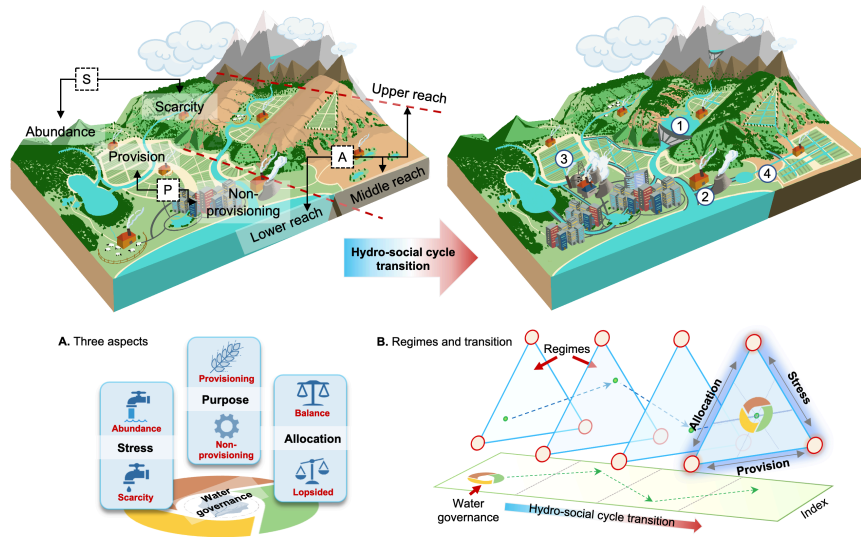 S
Scarcity
Abundance
Upper reach
Provision
A
P
Non-
provisioning
Middle reach
Lower reach
Hydro-social cycle
transition
1
3
2
4
A. Three aspects
Abundance
Stress
Scarcity
Provisioning
Purpose
Non-
provisioning
Balance
Allocation
Lopsided
Water
governance
B. Regimes and transition
Regimes
Allocation
Stress
Provision
Water
governance
Hydro-social cycle transition
Index